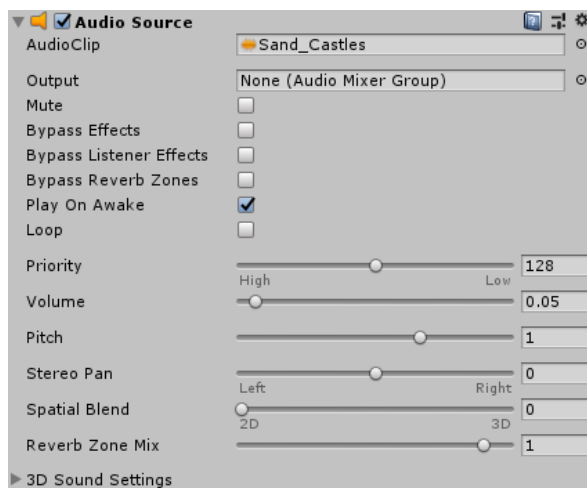 Audio Source
AudioClip Sand_Castles
Output None (Audio Mixer Group)
Mute
Bypass Effects
Bypass Listener Effects
Bypass Reverb Zones
Play On Awake
Loop
Priority 128
High Low
Volume 0.05
Pitch 1
Stereo Pan 0
Left Right
Spatial Blend 0
2D 3D
Reverb Zone Mix 1
3D Sound Settings